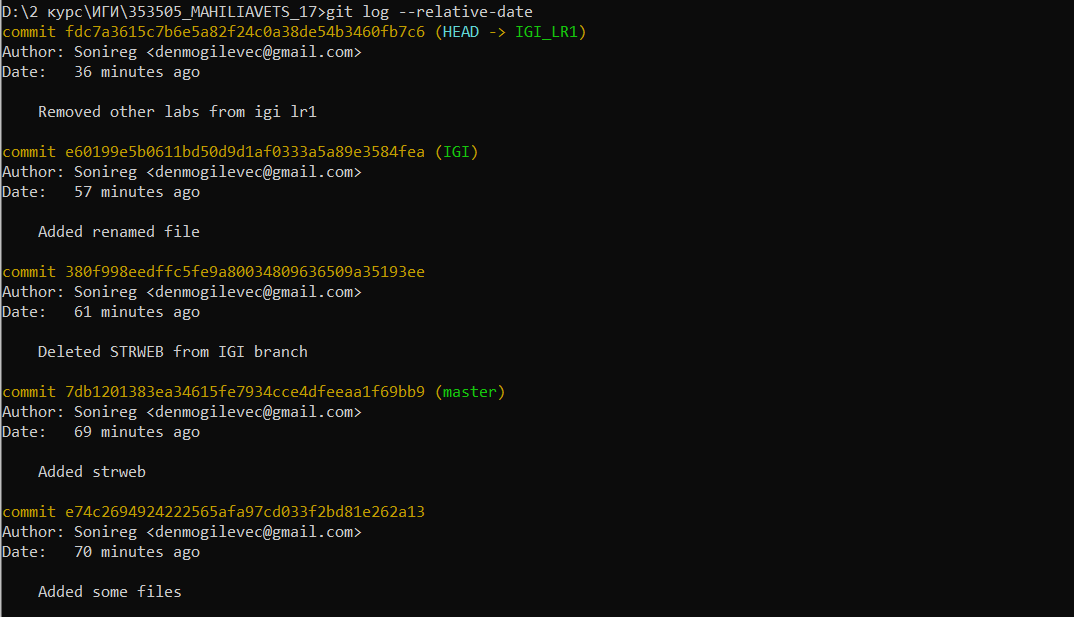 D:\2 курс\ИГИ\353505_MAHILIAVETS_17>git log --relative-date
commit fdc7a3615c7b6e5a82f24c0a38de54b3460fb7c6 (HEAD -> IGI_LR1)
Author: Sonireg <denmogilevec@gmail.com>
Date:   36 minutes ago
Removed other labs from igi lr1
commit e60199e5b0611bd50d9d1af0333a5a89e3584fea (IGI)
Author: Sonireg <denmogilevec@gmail.com>
Date:   57 minutes ago
Added renamed file
commit 380f998eedffc5fe9a80034809636509a35193ee
Author: Sonireg <denmogilevec@gmail.com>
Date:   61 minutes ago
Deleted STRWEB from IGI branch
commit 7db1201383ea34615fe7934cce4dfeeaa1f69bb9 (master)
Author: Sonireg <denmogilevec@gmail.com>
Date:   69 minutes ago
Added strweb
commit e74c2694924222565afa97cd033f2bd81e262a13
Author: Sonireg <denmogilevec@gmail.com>
Date:   70 minutes ago
Added some files